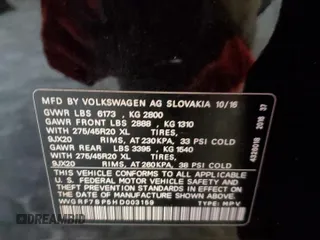 MFD BY VOLKSWAGEN AG SLOVAKIA 10/16
GVWR LBS 6173 , KG 2800
GAWR FRONT LBS 2888 , KG 1310
WITH 275/45R20 XL TIRES,
9JX20 RIMS, AT 230KPA, 33 PSI COLD
GAWR REAR LBS 3395 , KG 1540
WITH 275/45R20 XL TIRES,
9JX20 RIMS, AT 260KPA, 38 PSI COLD
THIS VEHICLE CONFORMS TO ALL APPLICABLE
U. S. FEDERAL MOTOR VEHICLE SAFETY
STANDARDS IN EFFECT ON THE DATE OF
MANUFACTURE SHOWN ABOVE.
TYPE: MPV
2016 37
DREAMBID